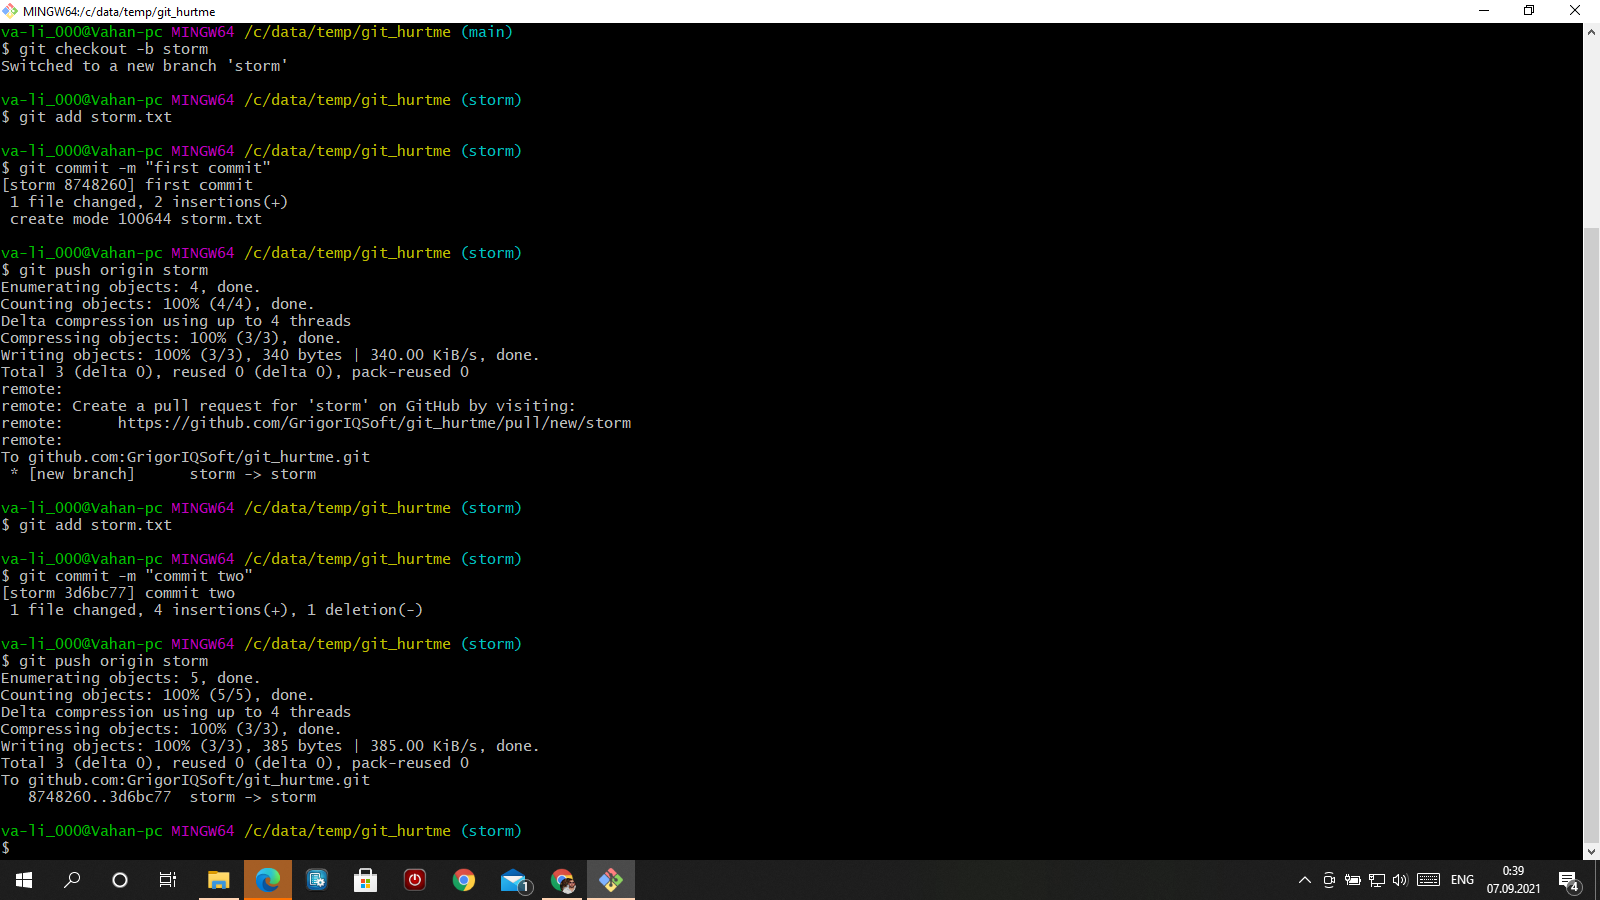 MINGW64:/c/data/temp/git_hurtme
va-li_000@Vahan-pc MINGW64 /c/data/temp/git_hurtme (main)
$ git checkout -b storm
Switched to a new branch 'storm'
va-li_000@Vahan-pc MINGW64 /c/data/temp/git_hurtme (storm)
$ git add storm.txt
va-li_000@Vahan-pc MINGW64 /c/data/temp/git_hurtme (storm)
$ git commit -m "first commit"
[storm 8748260] first commit
 1 file changed, 2 insertions(+)
 create mode 100644 storm.txt
va-li_000@Vahan-pc MINGW64 /c/data/temp/git_hurtme (storm)
$ git push origin storm
Enumerating objects: 4, done.
Counting objects: 100% (4/4), done.
Delta compression using up to 4 threads
Compressing objects: 100% (3/3), done.
Writing objects: 100% (3/3), 340 bytes | 340.00 KiB/s, done.
Total 3 (delta 0), reused 0 (delta 0), pack-reused 0
remote:
remote: Create a pull request for 'storm' on GitHub by visiting:
remote:      https://github.com/GrigorIQSoft/git_hurtme/pull/new/storm
remote:
To github.com:GrigorIQSoft/git_hurtme.git
 * [new branch]      storm -> storm
va-li_000@Vahan-pc MINGW64 /c/data/temp/git_hurtme (storm)
$ git add storm.txt
va-li_000@Vahan-pc MINGW64 /c/data/temp/git_hurtme (storm)
$ git commit -m "commit two"
[storm 3d6bc77] commit two
 1 file changed, 4 insertions(+), 1 deletion(-)
va-li_000@Vahan-pc MINGW64 /c/data/temp/git_hurtme (storm)
$ git push origin storm
Enumerating objects: 5, done.
Counting objects: 100% (5/5), done.
Delta compression using up to 4 threads
Compressing objects: 100% (3/3), done.
Writing objects: 100% (3/3), 385 bytes | 385.00 KiB/s, done.
Total 3 (delta 0), reused 0 (delta 0), pack-reused 0
To github.com:GrigorIQSoft/git_hurtme.git
   8748260..3d6bc77  storm -> storm
va-li_000@Vahan-pc MINGW64 /c/data/temp/git_hurtme (storm)
$
1
ENG
0:39
07.09.2021
4